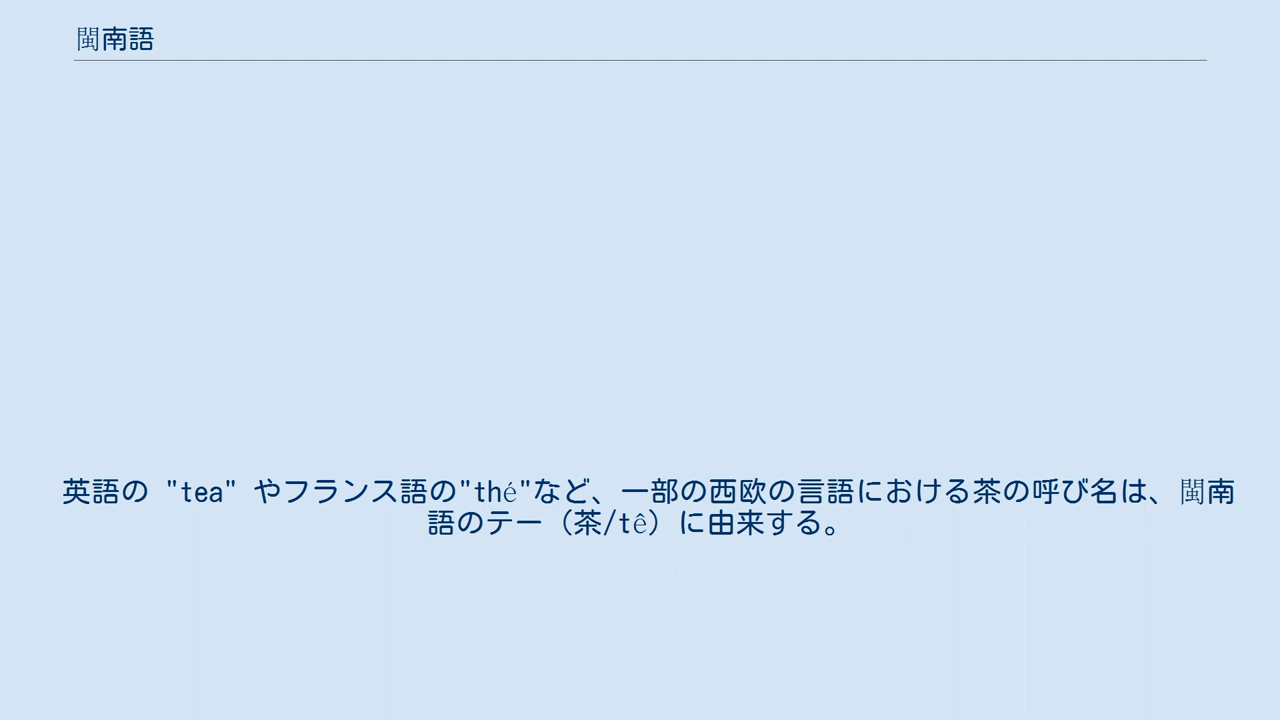 閩南語
英語の "tea" やフランス語の"thé"など、一部の西欧の言語における茶の呼び名は、閩南
語のテー（茶/tê）に由来する。